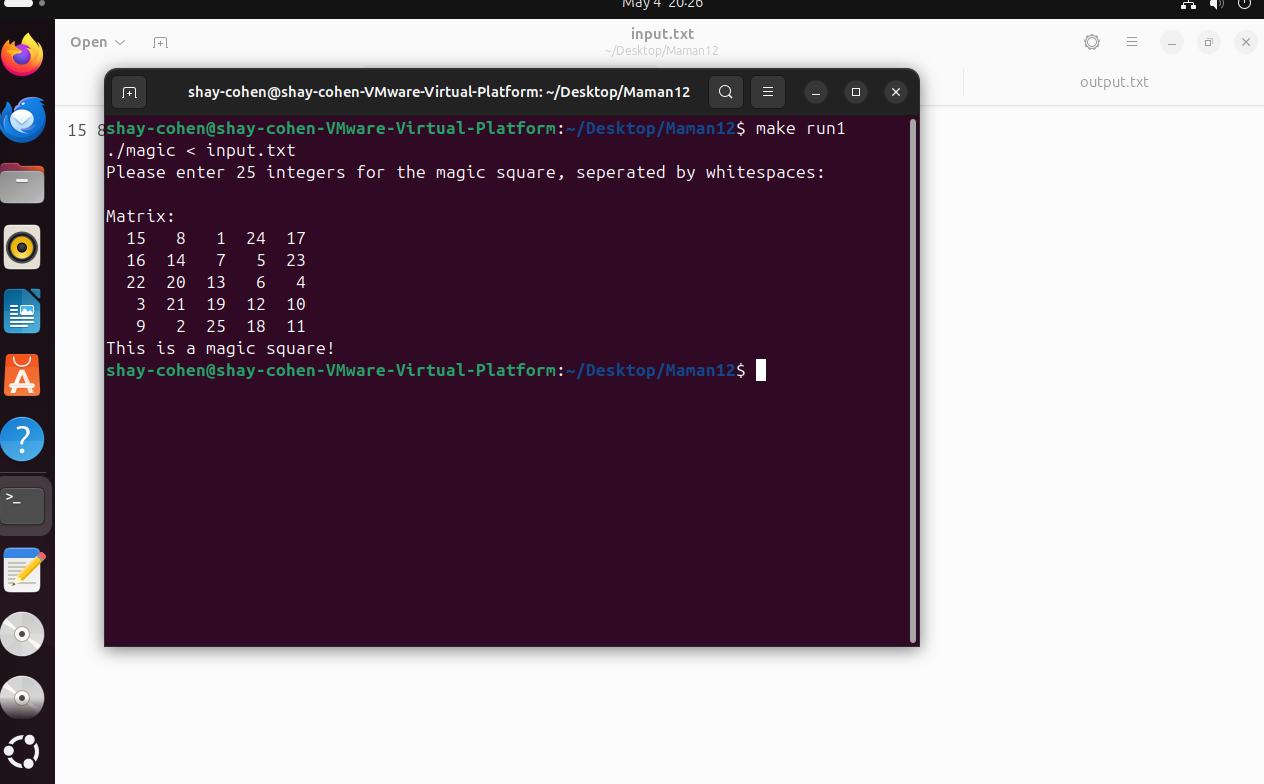 May 4 20:26
Open
input.txt
~/Desktop/Maman12
output.txt
shay-cohen@shay-cohen-VMware-Virtual-Platform: ~/Desktop/Maman12
15 8
shay-cohen@shay-cohen-VMware-Virtual-Platform:~/Desktop/Maman12$ make run1
./magic < input.txt
Please enter 25 integers for the magic square, seperated by whitespaces:
Matrix:
15 8 1 24 17
16 14 7 5 23
22 20 13 6 4
3 21 19 12 10
9 2 25 18 11
This is a magic square!
shay-cohen@shay-cohen-VMware-Virtual-Platform:~/Desktop/Maman12$